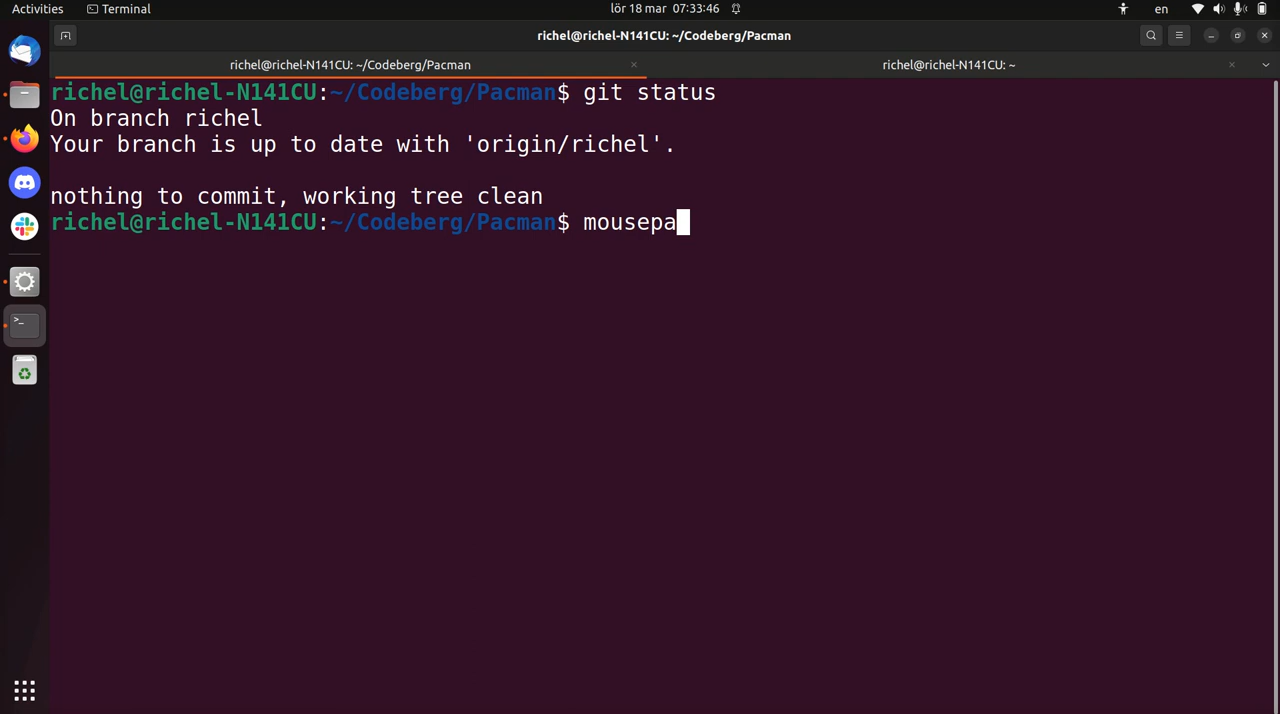 Activities
Terminal
lör 18 mar 07:33:46
en
richel@richel-N141CU: ~/Codeberg/Pacman
richel@richel-N141CU: ~/Codeberg/Pacman
richel@richel-N141CU: ~
richel@richel-N141CU:~/Codeberg/Pacman$ git status
On branch richel
Your branch is up to date with 'origin/richel'.
nothing to commit, working tree clean
richel@richel-N141CU:~/Codeberg/Pacman$ mousepa